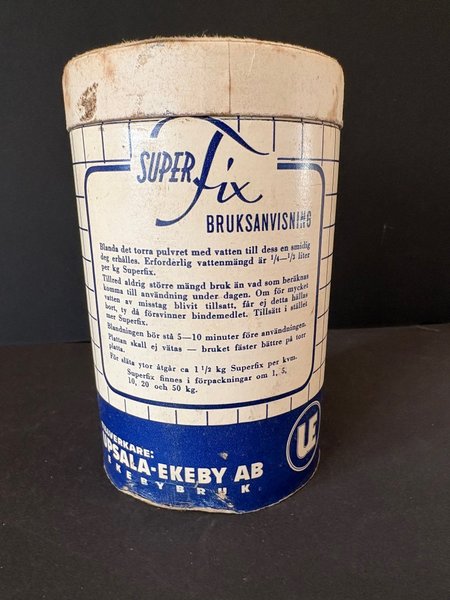 SUPER Fix
BRUKSANVISNING
Blanda det torra pulvret med vatten till dess en smidig
deg erhålles. Erforderlig vattenmängd är 1/4—1/3 liter
per kg Superfix.
Tillred aldrig större mängd bruk än vad som beräknas
komma till användning under dagen. Om för mycket
vatten av misstag blivit tillsatt, får ej detta hällas
bort, ty då försvinner bindemedlet. Tillsätt i stället
mer Superfix.
Blandningen bör stå 5—10 minuter före användningen.
Plattan skall ej vätas — bruket fäster bättre på torr
platta.
För släta ytor åtgår ca 1 1/2 kg Superfix per kvm.
Superfix finnes i förpackningar om 1, 5,
10, 20 och 50 kg.
VERKARE:
UPSALA-EKEBY AB
EKEBYBRUK
UE